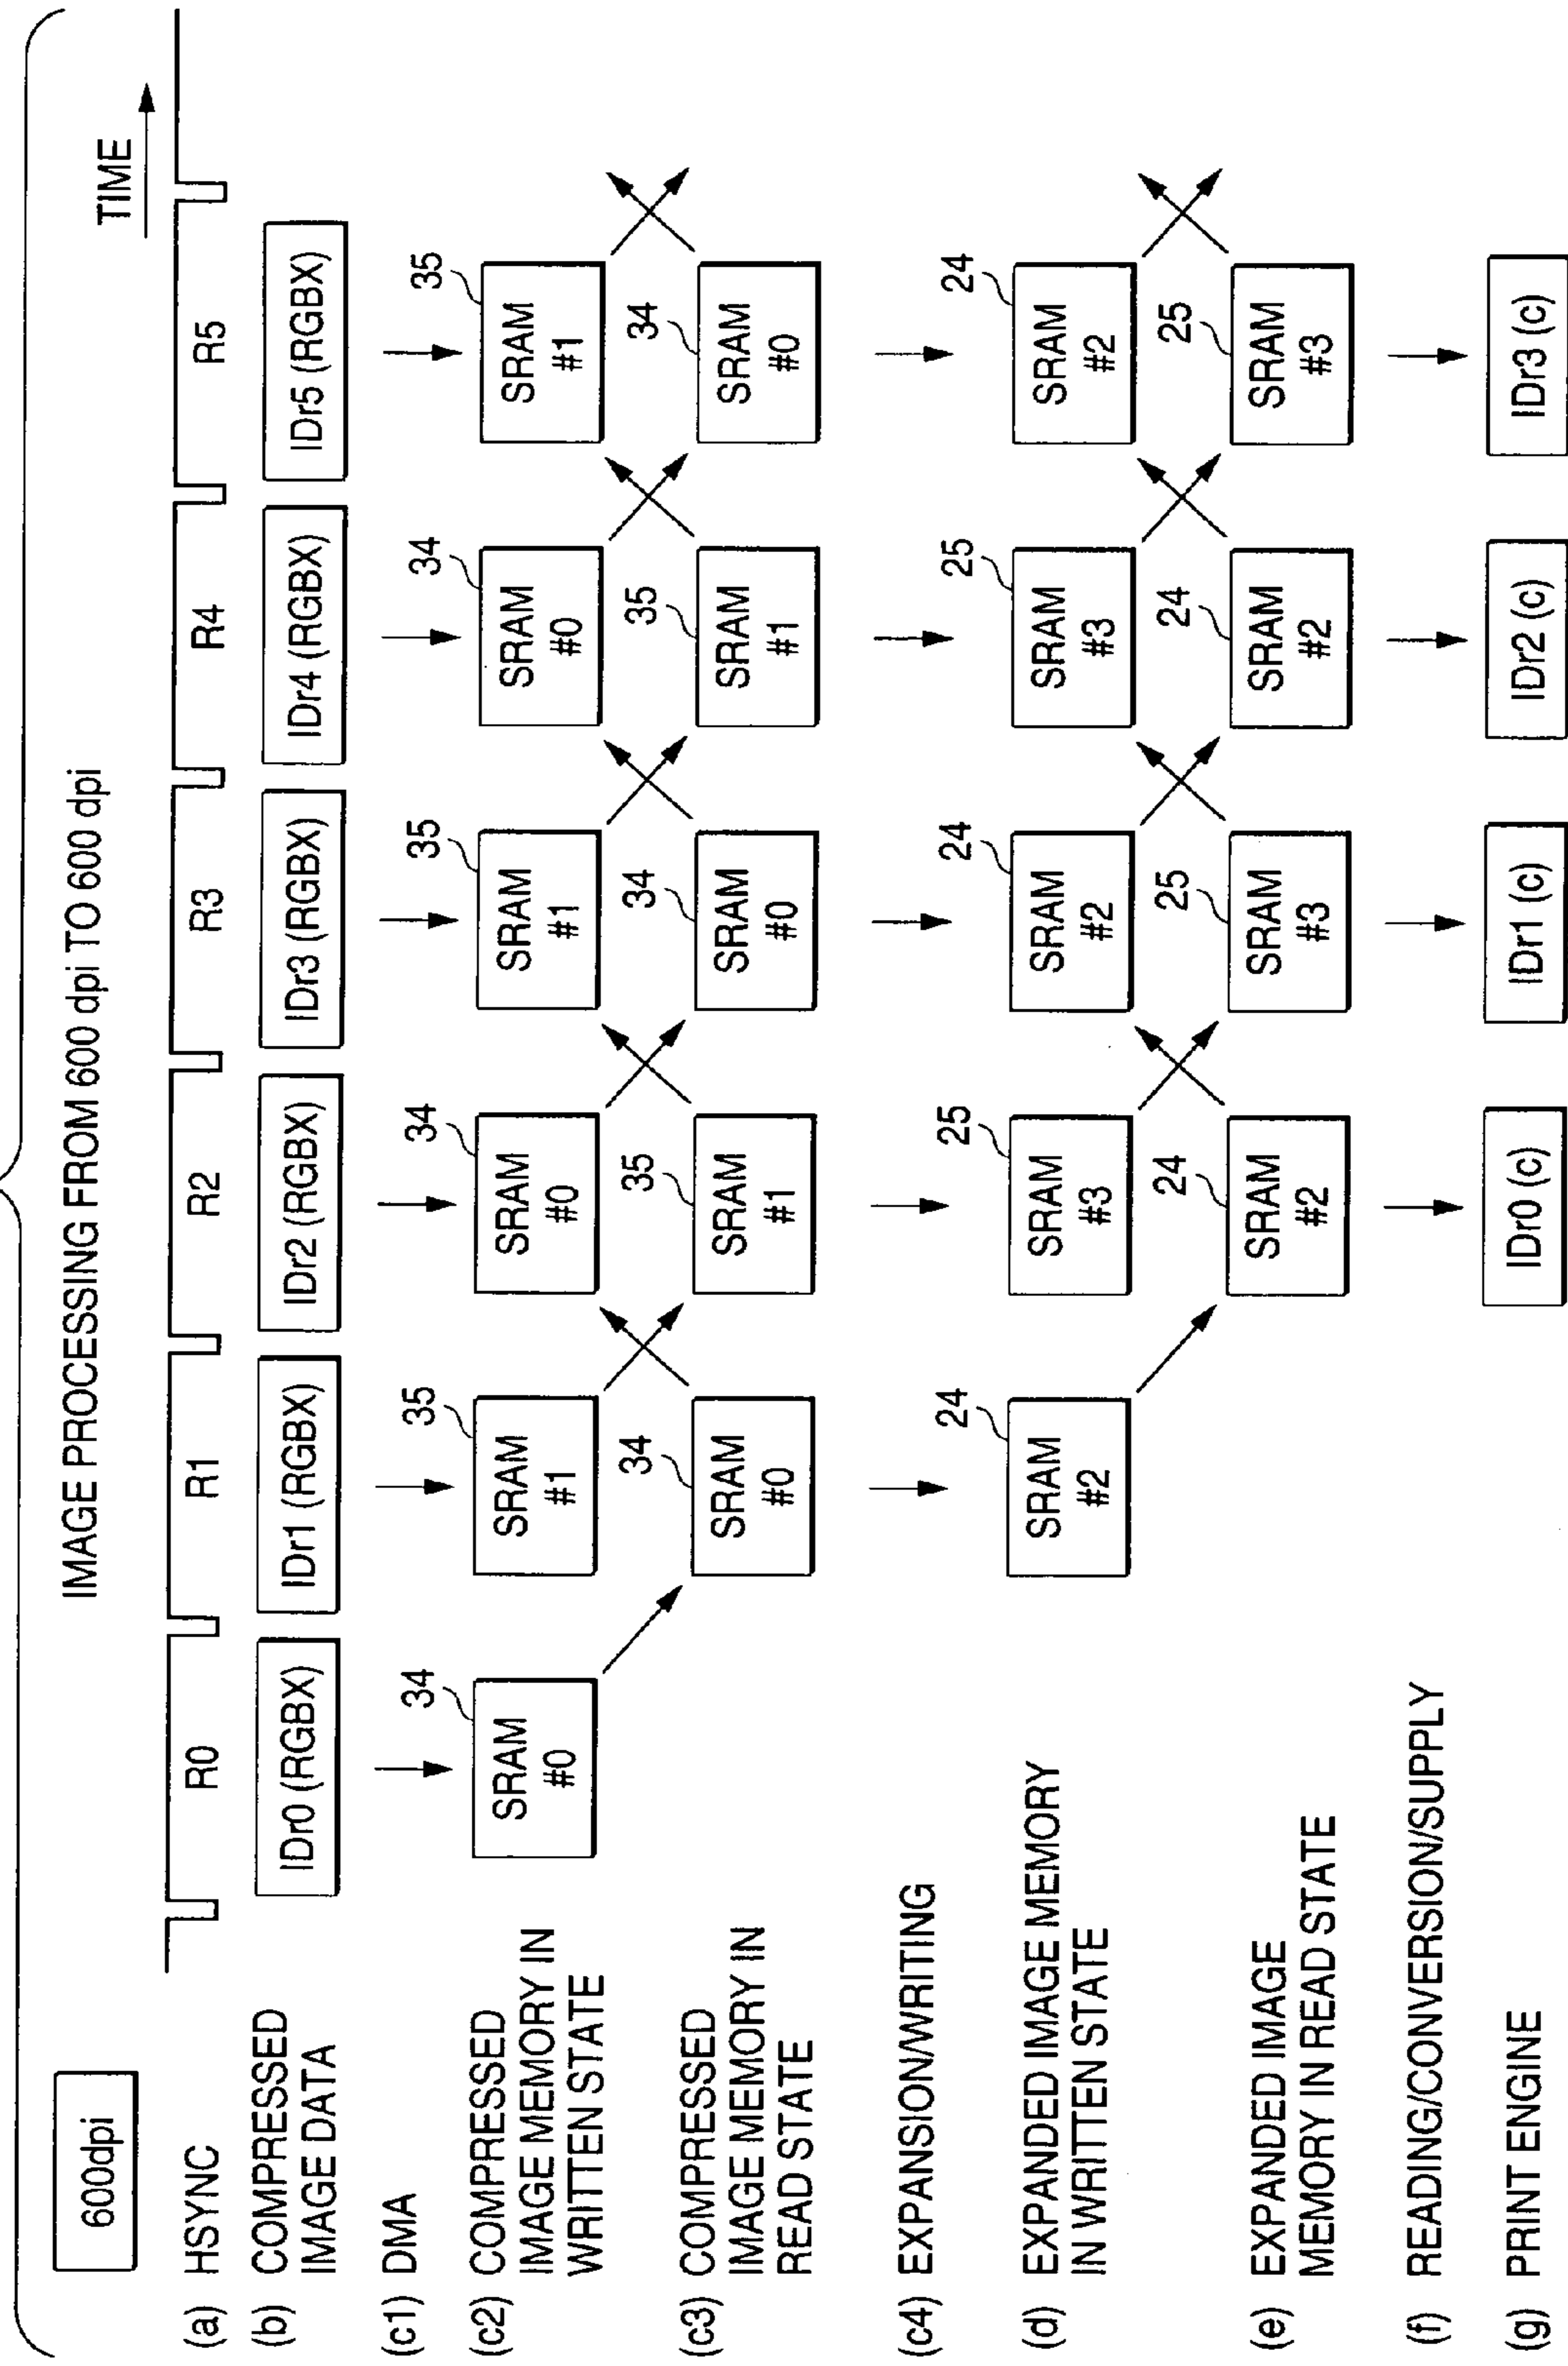 IMAGE PROCESSING FROM 600 dpi TO 600 dpi
600dpi
TIME
(a) HSYNC
R0 R1 R2 R3 R4 R5
(b) COMPRESSED
IMAGE DATA
IDr0 (RGBX) IDr1 (RGBX) IDr2 (RGBX) IDr3 (RGBX) IDr4 (RGBX) IDr5 (RGBX)
(c1) DMA
34 35 34 35 34 35
(c2) COMPRESSED
IMAGE MEMORY IN
WRITTEN STATE
SRAM SRAM SRAM SRAM SRAM SRAM
#0 #1 #0 #1 #0 #1
34 35 34 35 34
(c3) COMPRESSED
IMAGE MEMORY IN
READ STATE
SRAM SRAM SRAM SRAM SRAM
#0 #1 #0 #1 #0
(c4) EXPANSION/WRITING
24 25 24 25 24
(d) EXPANDED IMAGE MEMORY
IN WRITTEN STATE
SRAM SRAM SRAM SRAM SRAM
#2 #3 #2 #3 #2
24 25 24 25
(e) EXPANDED IMAGE
MEMORY IN READ STATE
SRAM SRAM SRAM SRAM
#2 #3 #2 #3
(f) READING/CONVERSION/SUPPLY
(g) PRINT ENGINE
IDr0 (c) IDr1 (c) IDr2 (c) IDr3 (c)